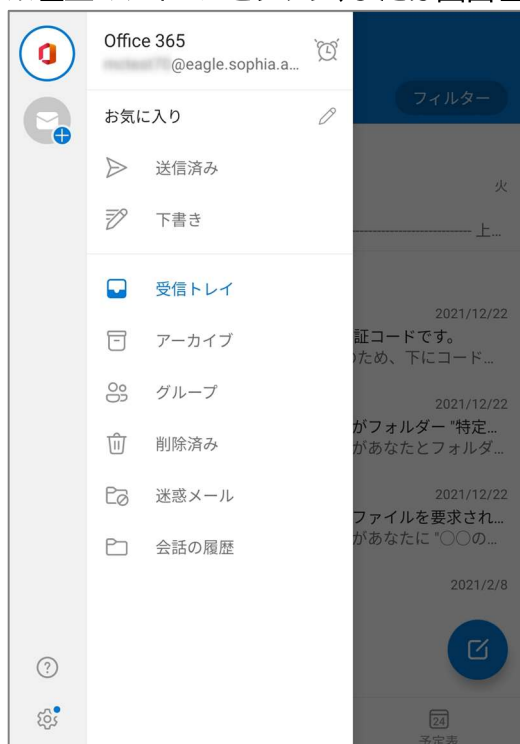 Office 365
@eagle.sophia.a...
お気に入り
送信済み
下書き
受信トレイ
アーカイブ
グループ
削除済み
迷惑メール
会話の履歴
フィルター
火
上...
2021/12/22
証コードです。
ため、下にコード...
2021/12/22
がフォルダー "特定...
があなたとフォルダ...
2021/12/22
ファイルを要求され...
があなたに "○○の...
2021/2/8
24
予定表